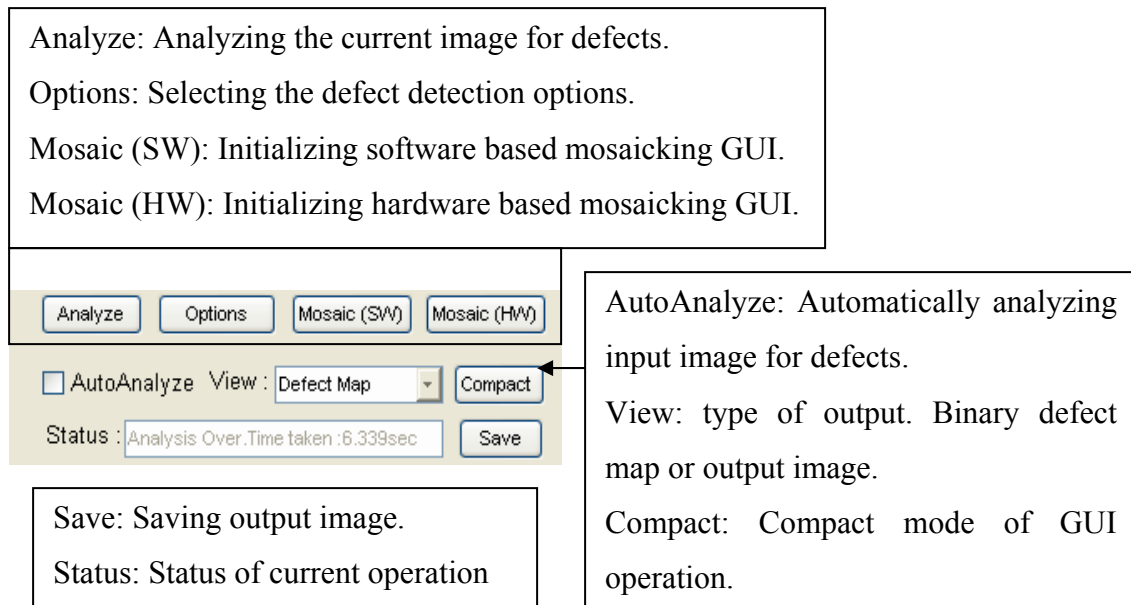 Analyze: Analyzing the current image for defects.
Options: Selecting the defect detection options.
Mosaic (SW): Initializing software based mosaicking GUI.
Mosaic (HW): Initializing hardware based mosaicking GUI.
Analyze Options Mosaic (SW) Mosaic (HW)
AutoAnalyze View : Defect Map Compact
Status : Analysis Over.Time taken :6.339sec Save
AutoAnalyze: Automatically analyzing
input image for defects.
View: type of output. Binary defect
map or output image.
Compact: Compact mode of GUI
operation.
Save: Saving output image.
Status: Status of current operation